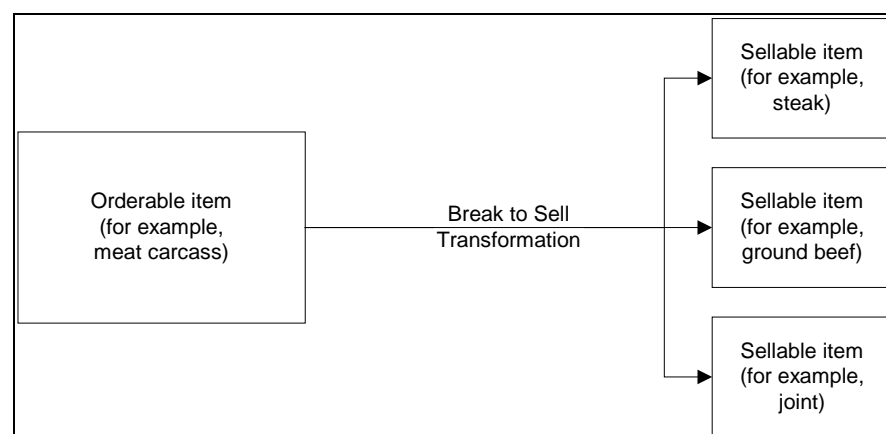 Orderable item
(for example,
meat carcass)
Break to Sell
Transformation
Sellable item
(for example,
steak)
Sellable item
(for example,
ground beef)
Sellable item
(for example,
joint)